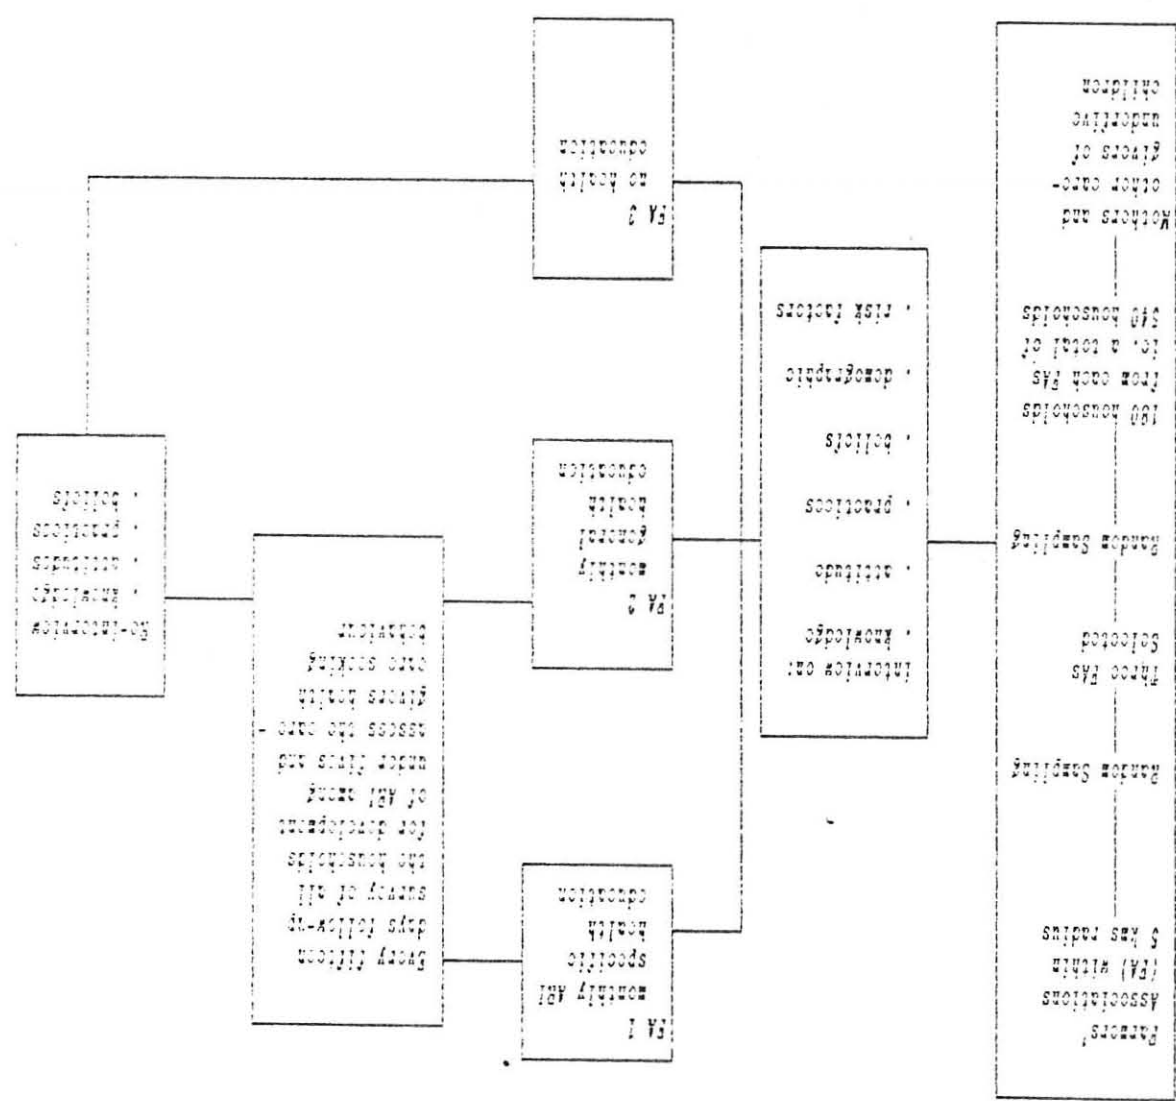 Farmers'
Associations
(FA) within
5 kms radius
Random Sampling
Three FAs
Selected
Random Sampling
180 households
from each FAs
ie. a total of
540 households
Mothers and
other care-
givers of
underfive
children
interview on:
. knowledge
. attitude
. practices
. beliefs
. demographic
. risk factors
FA 1
monthly ARI
specific
health
education
FA 2
monthly
general
health
education
FA 3
no health
education
Every fifteen
days follow-up
survey of all
the households
for development
of ARI among
under fives and
assess the care -
givers health
care seeking
behaviour
Re-interview
. knowledge
. attitudes
. practices
. beliefs